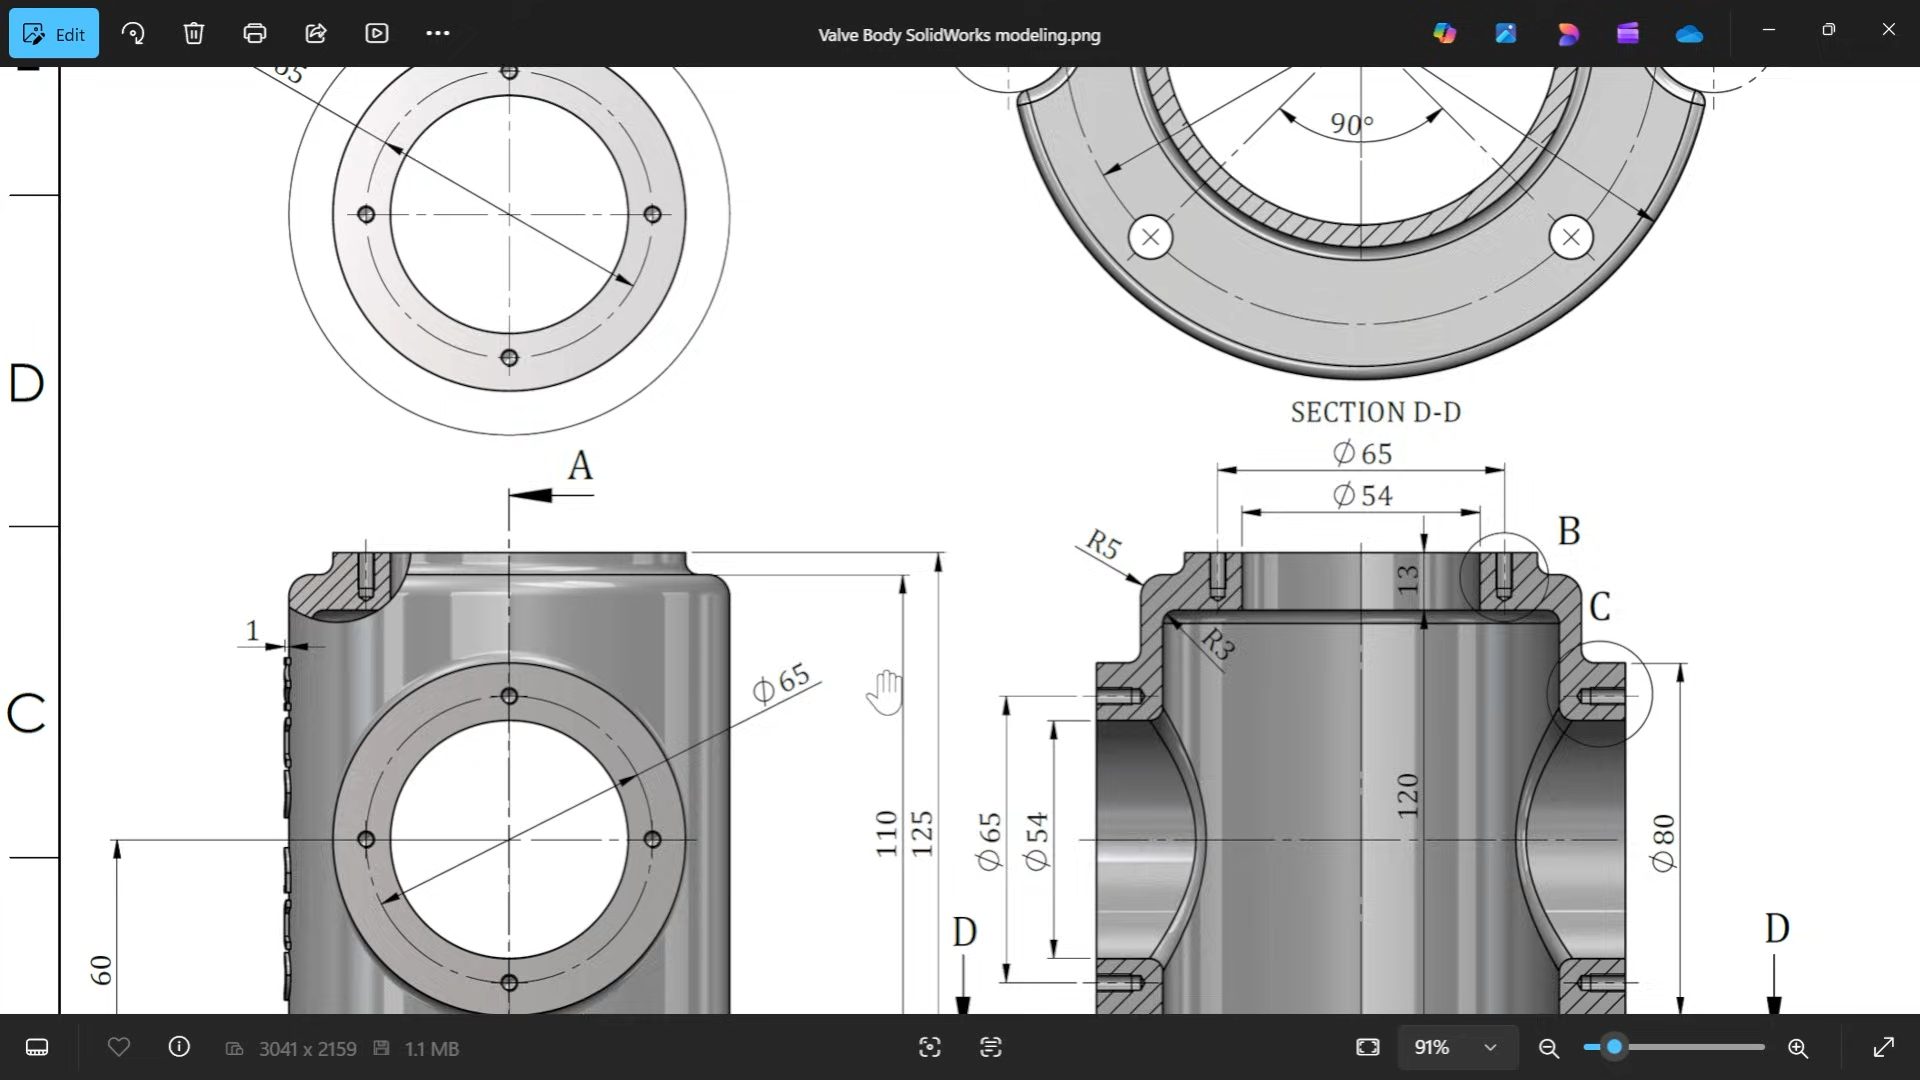 Edit
Valve Body SolidWorks modeling.png
65
90°
D
SECTION D-D
∅65
∅54
A
B
R5
13
C
1
R3
∅65
C
110
125
∅65
∅54
120
∅80
60
D
D
3041 x 2159
1.1 MB
91%